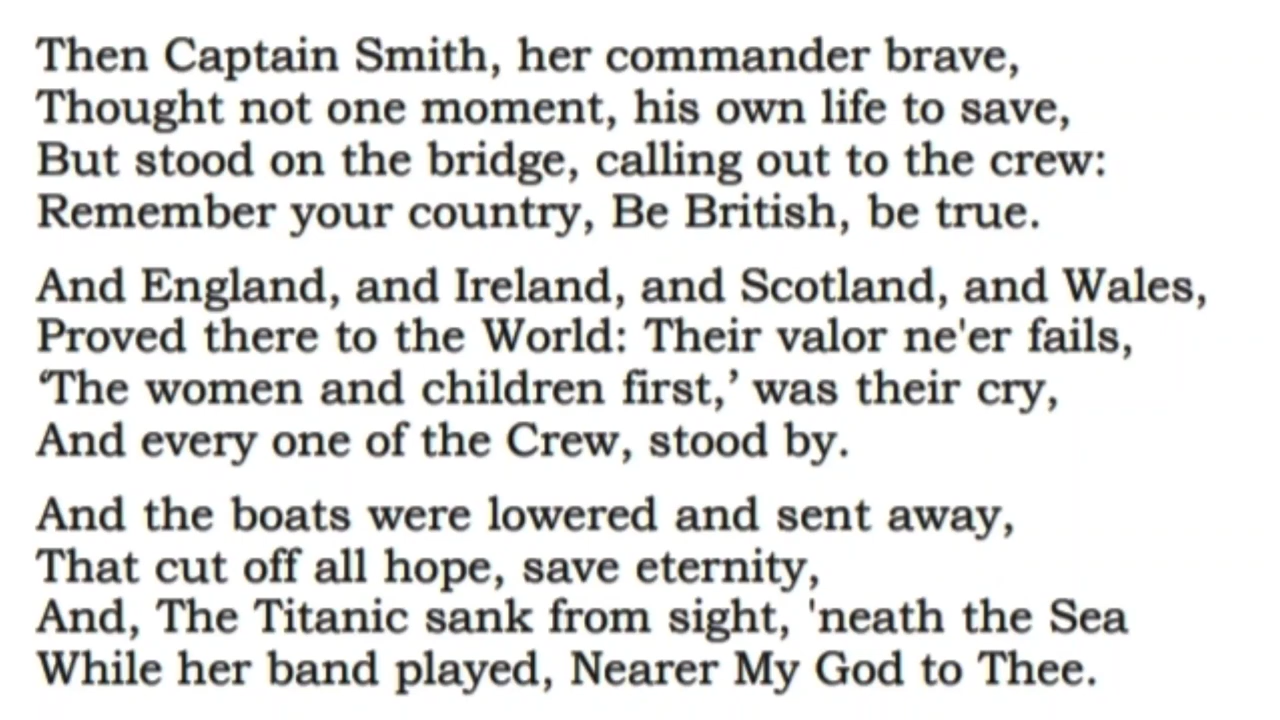 Then Captain Smith, her commander brave,
Thought not one moment, his own life to save,
But stood on the bridge, calling out to the crew:
Remember your country, Be British, be true.
And England, and Ireland, and Scotland, and Wales,
Proved there to the World: Their valor ne'er fails,
‘The women and children first,’ was their cry,
And every one of the Crew, stood by.
And the boats were lowered and sent away,
That cut off all hope, save eternity,
And, The Titanic sank from sight, 'neath the Sea
While her band played, Nearer My God to Thee.